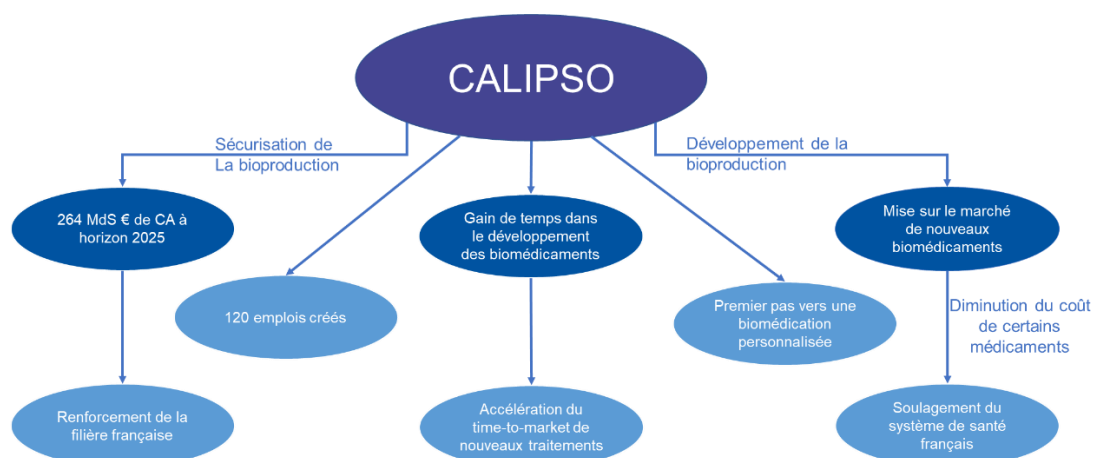 CALIPSO
Sécurisation de
La bioproduction
Développement de la
bioproduction
264 MdS € de CA à
horizon 2025
Gain de temps dans
le développement
des biomédicaments
Mise sur le marché
de nouveaux
biomédicaments
120 emplois créés
Premier pas vers une
biomédication
personnalisée
Diminution du coût
de certains
médicaments
Renforcement de la
filière française
Accélération du
time-to-market de
nouveaux traitements
Soulagement du
système de santé
français